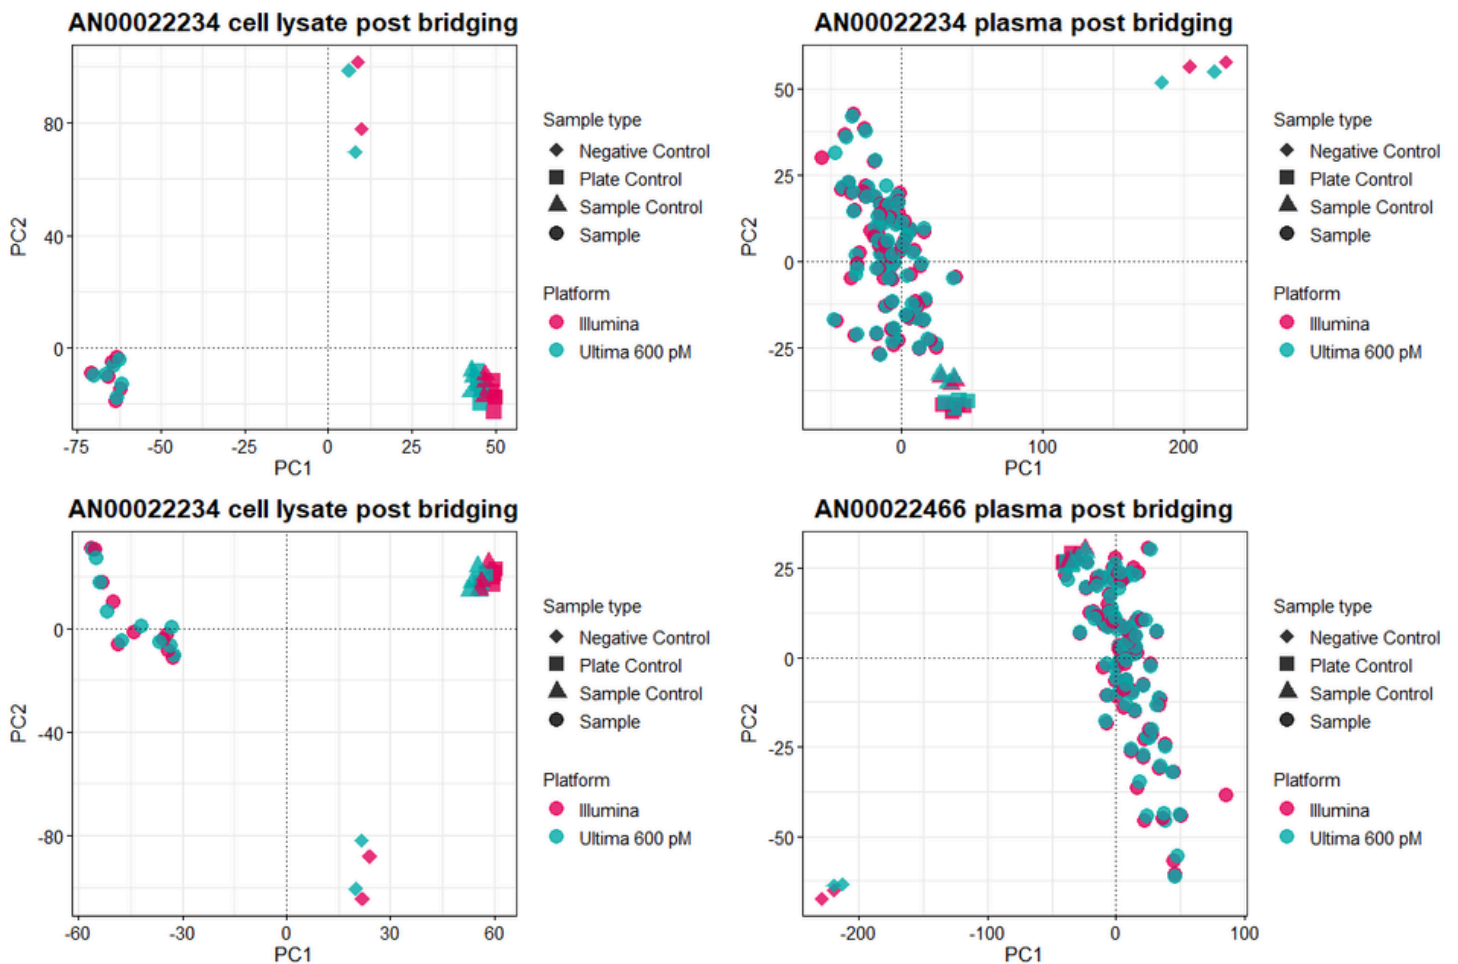 AN00022234 cell lysate post bridging
PC2
80
40
0
-75
-50
-25
0
25
50
PC1
Sample type
Negative Control
Plate Control
Sample Control
Sample
Platform
Illumina
Ultima 600 pM
AN00022234 plasma post bridging
PC2
50
25
0
-25
0
100
200
PC1
Sample type
Negative Control
Plate Control
Sample Control
Sample
Platform
Illumina
Ultima 600 pM
AN00022234 cell lysate post bridging
PC2
0
-40
-80
-60
-30
0
30
60
PC1
Sample type
Negative Control
Plate Control
Sample Control
Sample
Platform
Illumina
Ultima 600 pM
AN00022466 plasma post bridging
PC2
25
0
-25
-50
-200
-100
0
100
PC1
Sample type
Negative Control
Plate Control
Sample Control
Sample
Platform
Illumina
Ultima 600 pM